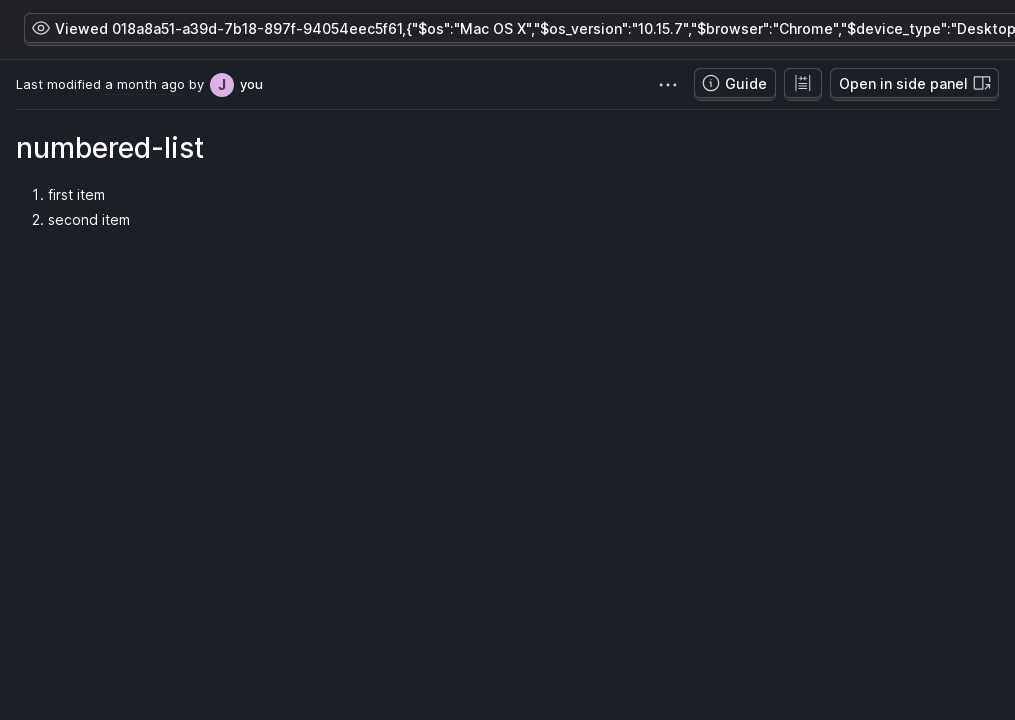 Viewed 018a8a51-a39d-7b18-897f-94054eec5f61,{"$os":"Mac OS X","$os_version":"10.15.7","$browser":"Chrome","$device_type":"Desktop
Last modified a month ago by J you
Guide
Open in side panel
numbered-list
1. first item
2. second item